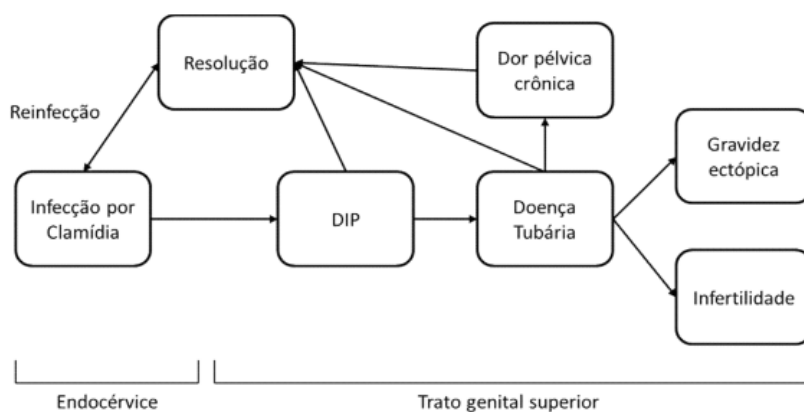 Resolução
Dor pélvica
crônica
Reinfecção
Gravidez
ectópica
Infecção por
Clamídia
DIP
Doença
Tubária
Infertilidade
Endocérvice
Trato genital superior